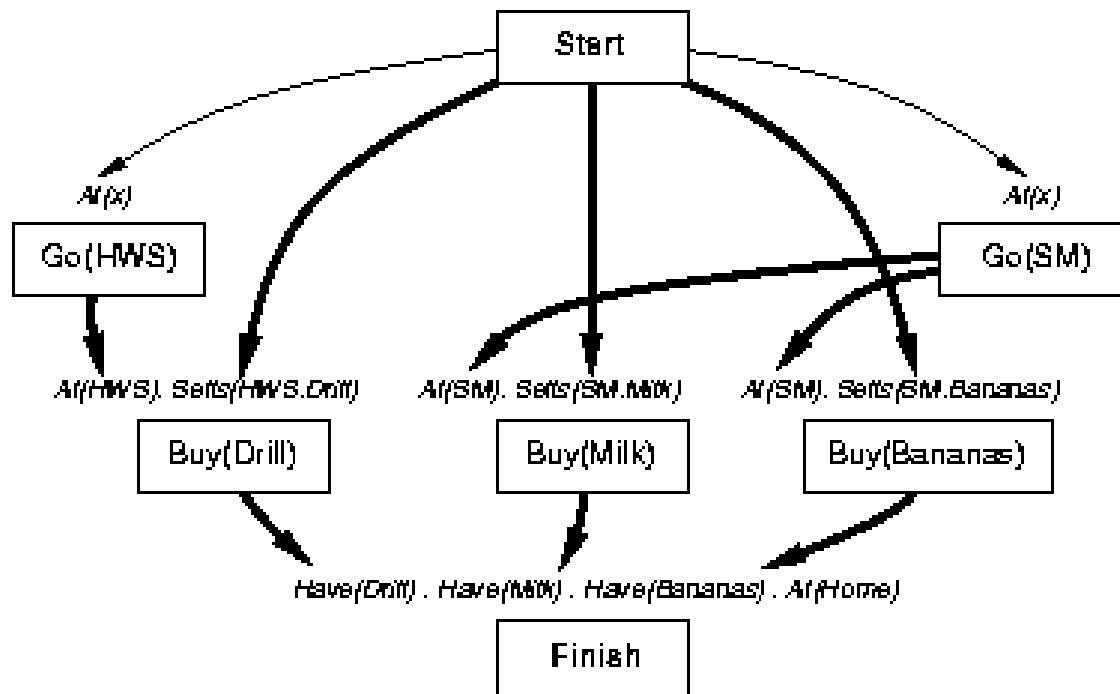 Start
At(x) At(x)
Go(HWS) Go(SM)
At(HWS), Sells(HWS,Drill) At(SM), Sells(SM,Milk) At(SM), Sells(SM,Bananas)
Buy(Drill) Buy(Milk) Buy(Bananas)
Have(Drill) , Have(Milk) , Have(Bananas) , At(Home)
Finish